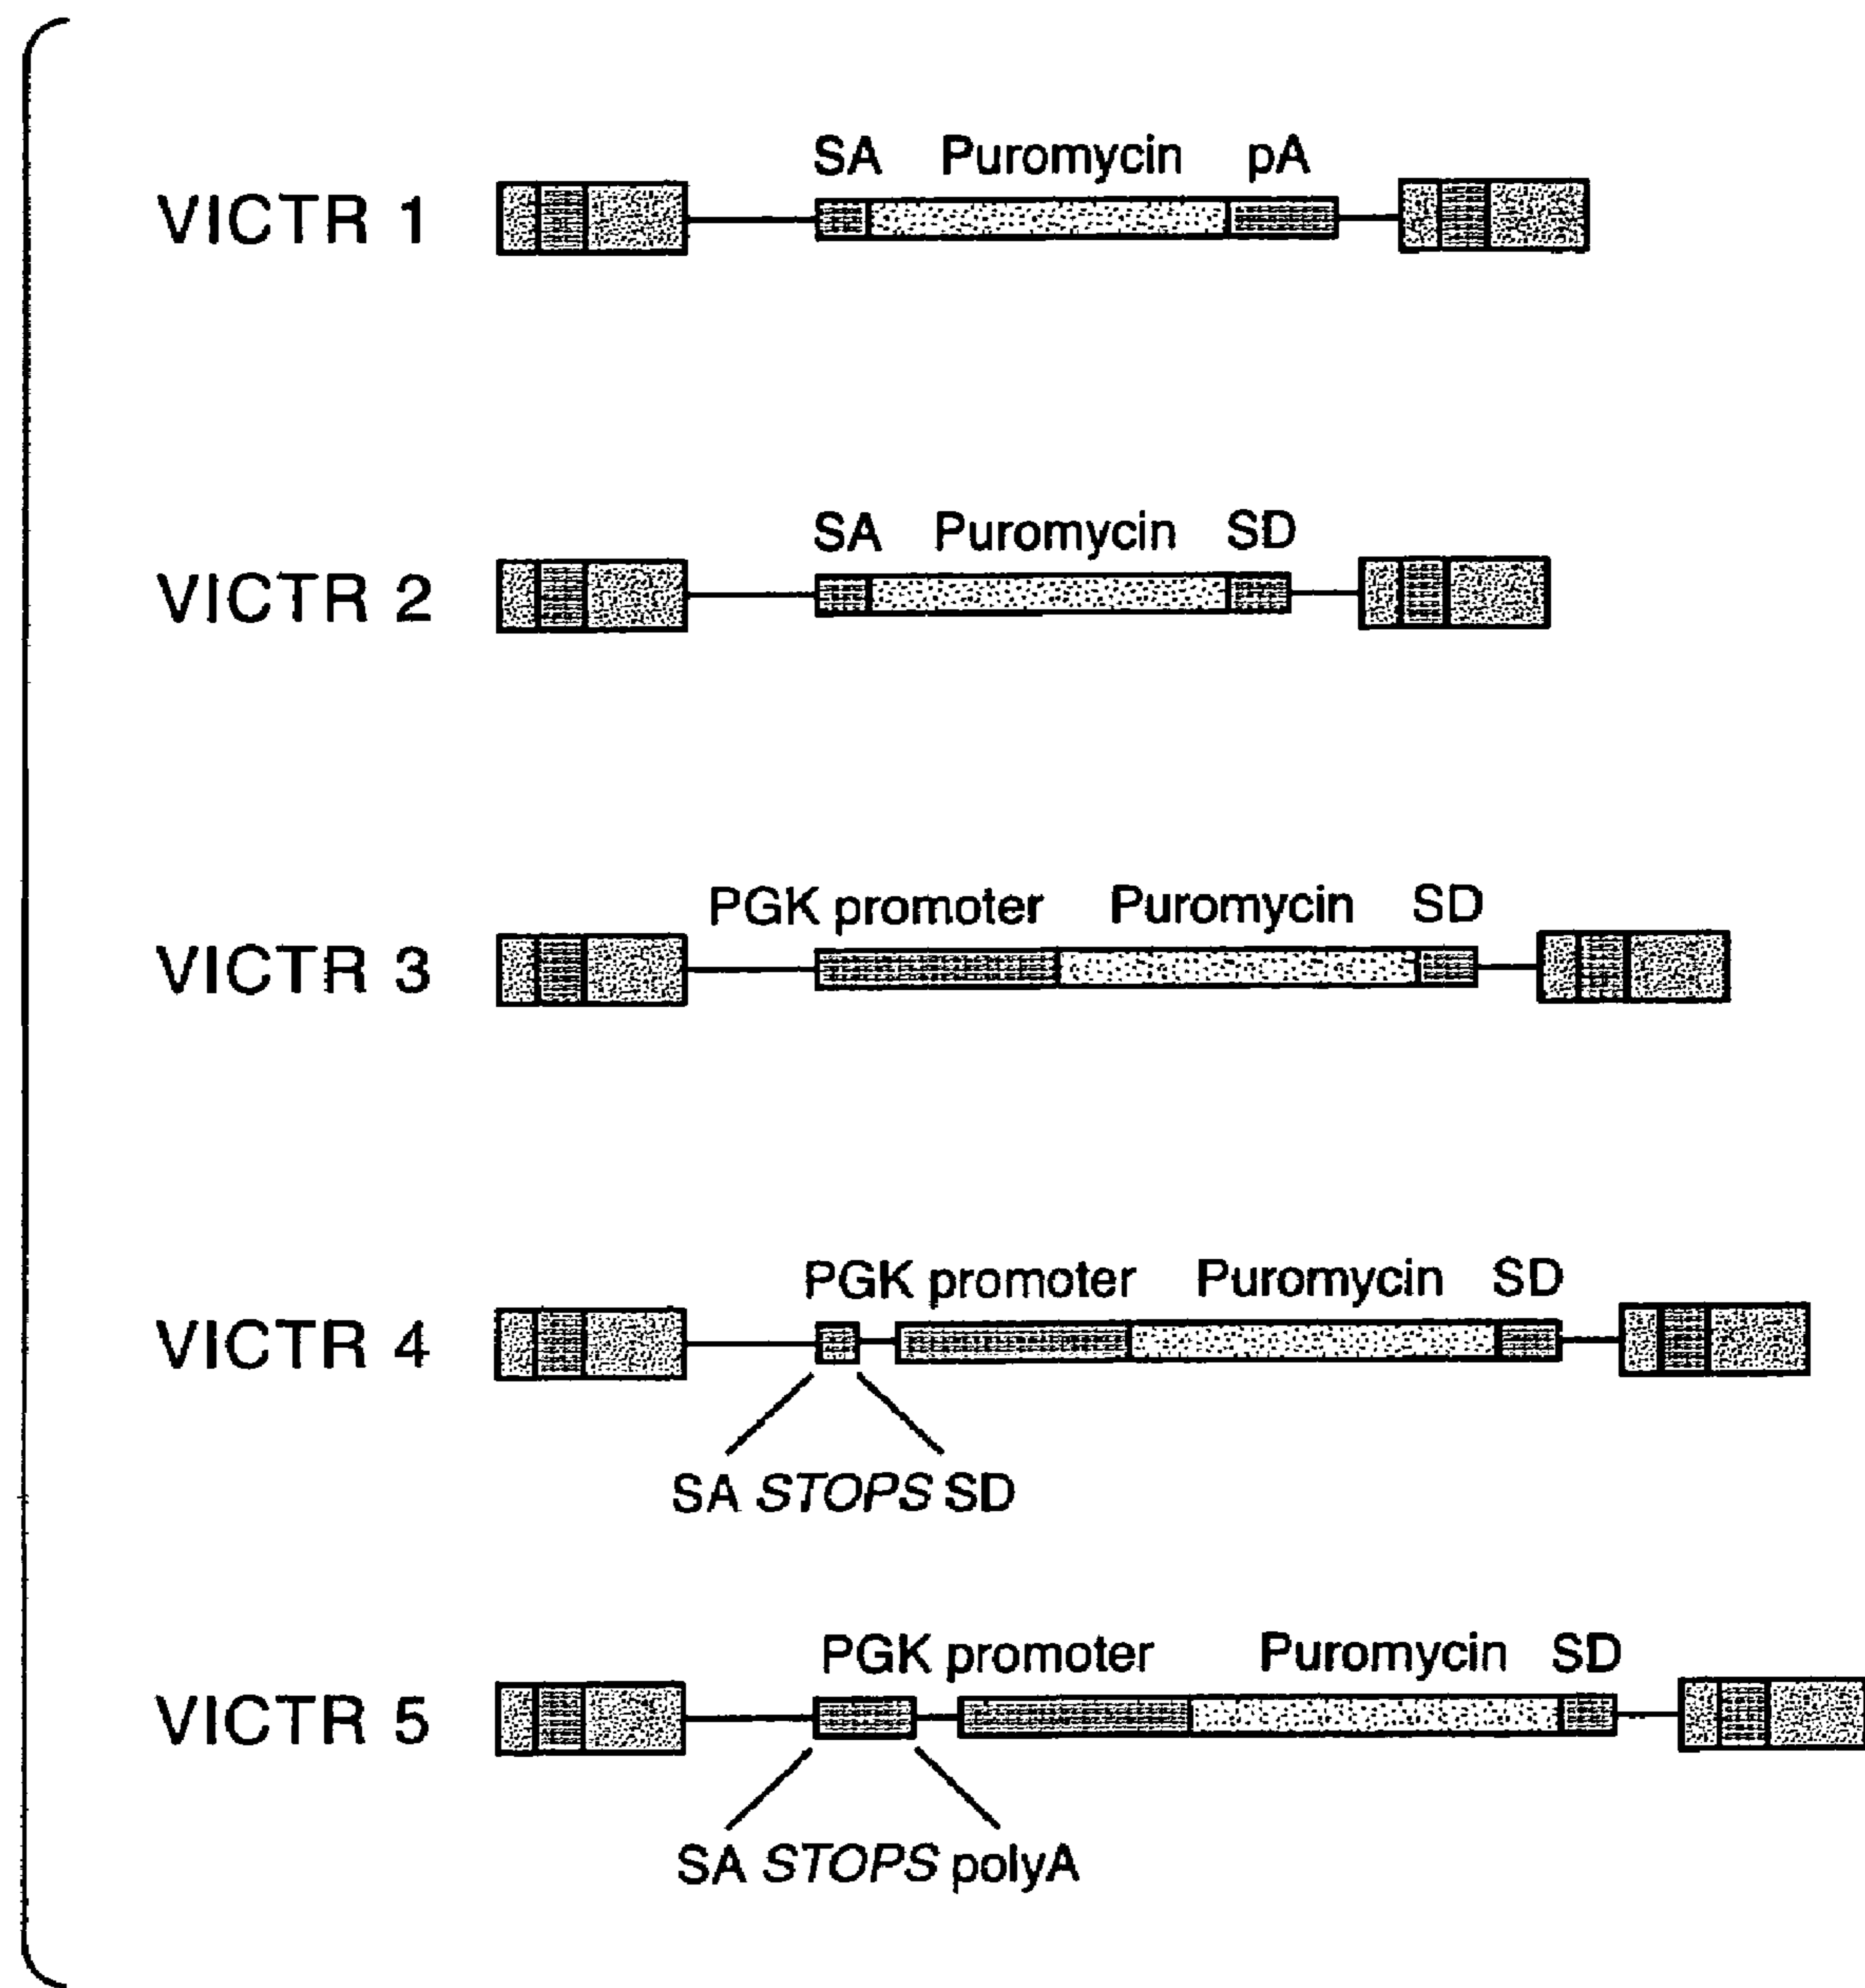 SA Puromycin pA
VICTR 1
SA Puromycin SD
VICTR 2
PGK promoter Puromycin SD
VICTR 3
PGK promoter Puromycin SD
VICTR 4
SA STOPS SD
PGK promoter Puromycin SD
VICTR 5
SA STOPS polyA